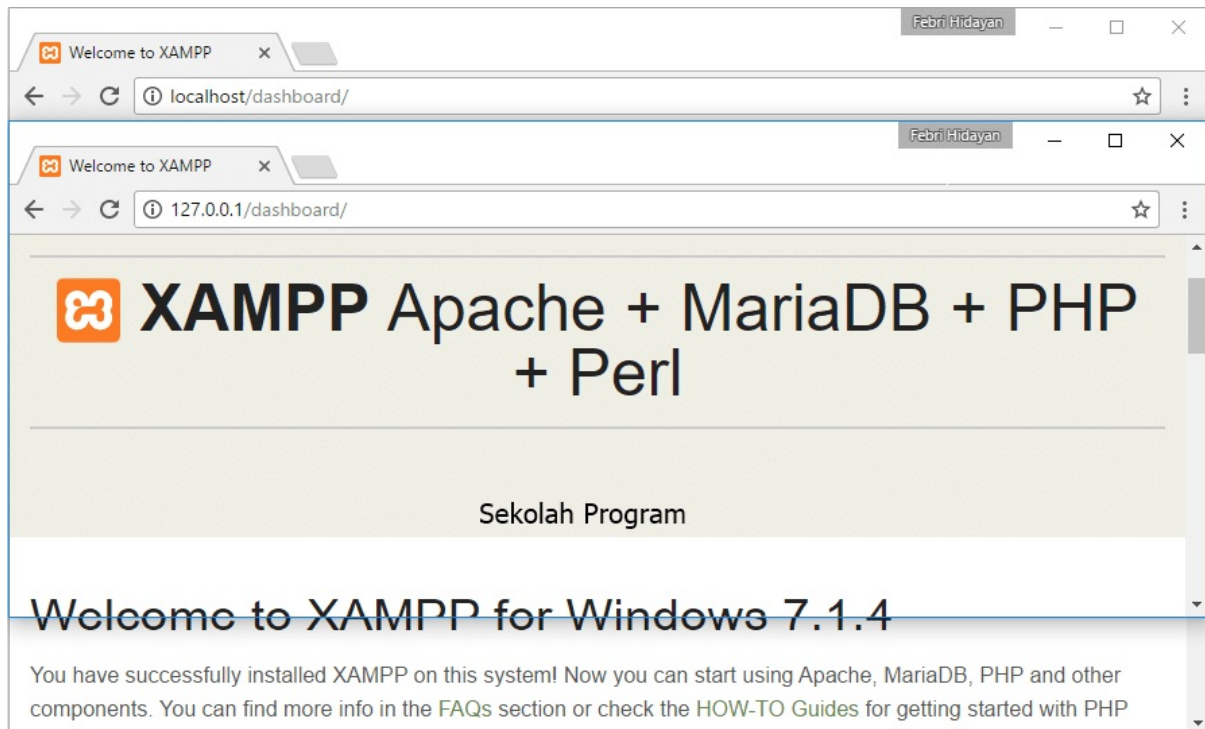 Febri Hidayan
Welcome to XAMPP
localhost/dashboard/
Febri Hidayan
Welcome to XAMPP
127.0.0.1/dashboard/
XAMPP Apache + MariaDB + PHP
+ Perl
Sekolah Program
Welcome to XAMPP for Windows 7.1.4
You have successfully installed XAMPP on this system! Now you can start using Apache, MariaDB, PHP and other
components. You can find more info in the FAQs section or check the HOW-TO Guides for getting started with PHP